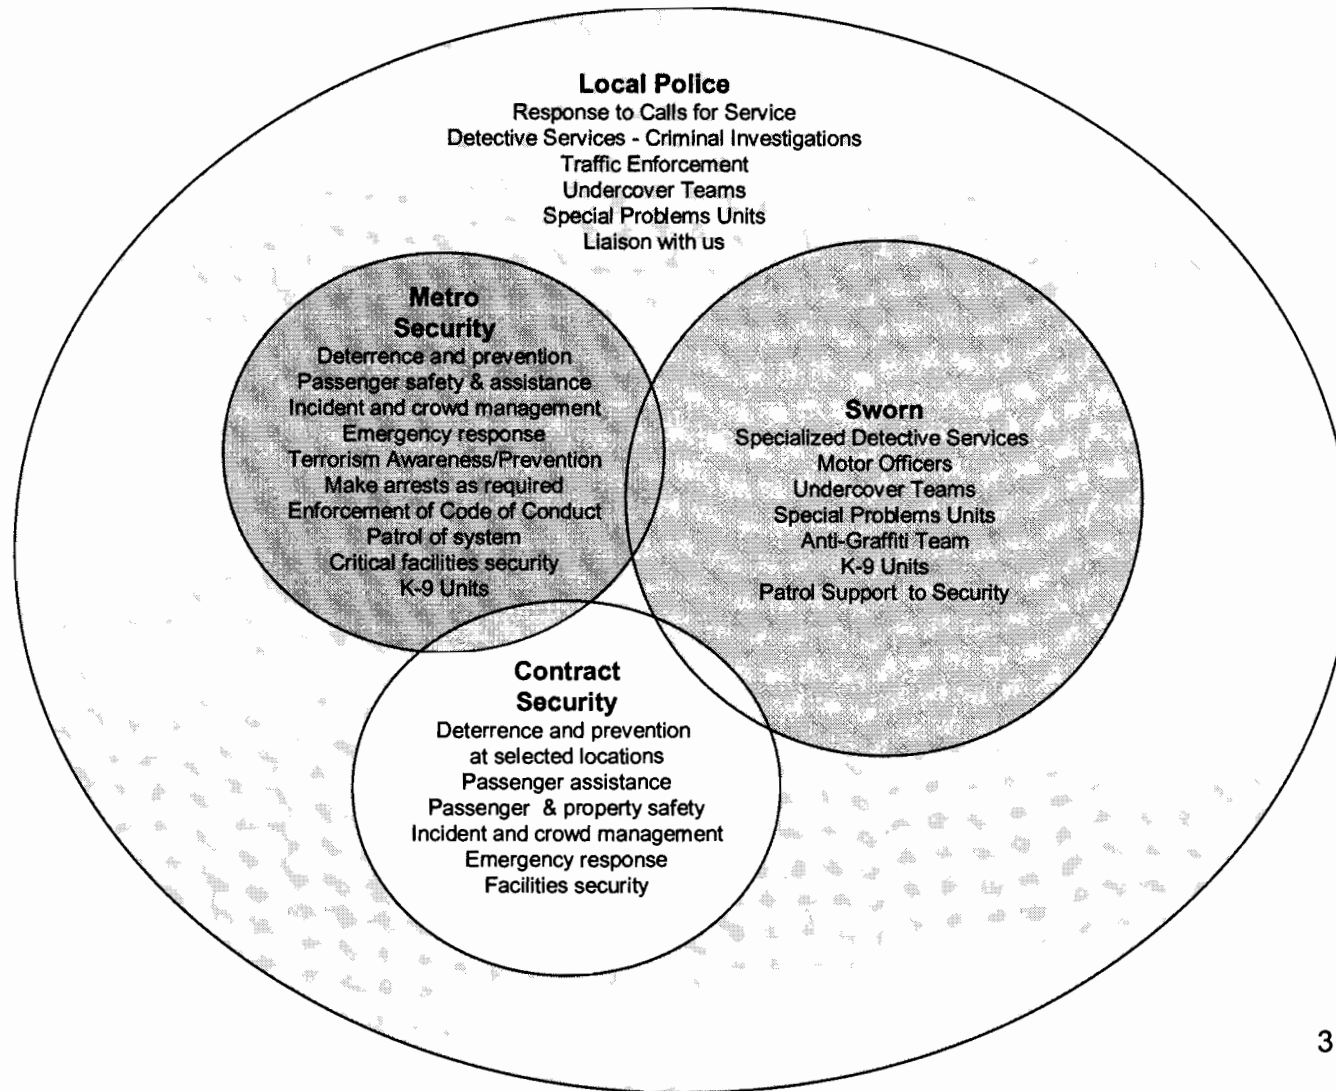 Local Police
Response to Calls for Service
Detective Services - Criminal Investigations
Traffic Enforcement
Undercover Teams
Special Problems Units
Liaison with us
Metro
Security
Deterrence and prevention
Passenger safety & assistance
Incident and crowd management
Emergency response
Terrorism Awareness/Prevention
Make arrests as required
Enforcement of Code of Conduct
Patrol of system
Critical facilities security
K-9 Units
Sworn
Specialized Detective Services
Motor Officers
Undercover Teams
Special Problems Units
Anti-Graffiti Team
K-9 Units
Patrol Support to Security
Contract
Security
Deterrence and prevention
at selected locations
Passenger assistance
Passenger & property safety
Incident and crowd management
Emergency response
Facilities security
3